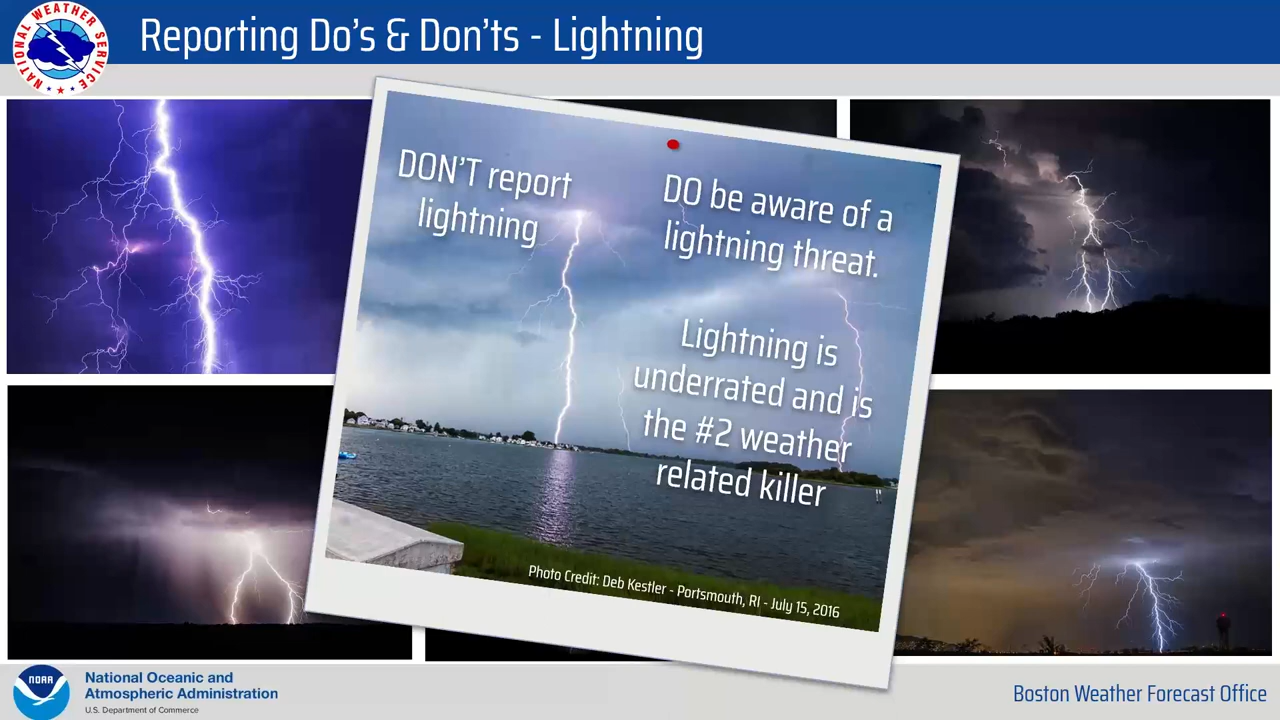 Reporting Do's & Don'ts - Lightning
NATIONAL WEATHER SERVICE
DON'T report
lightning
DO be aware of a
lightning threat.
Lightning is
underrated and is
the #2 weather
related killer
Photo Credit: Deb Kestler - Portsmouth, RI - July 15, 2016
NOAA
National Oceanic and
Atmospheric Administration
U.S. Department of Commerce
Boston Weather Forecast Office